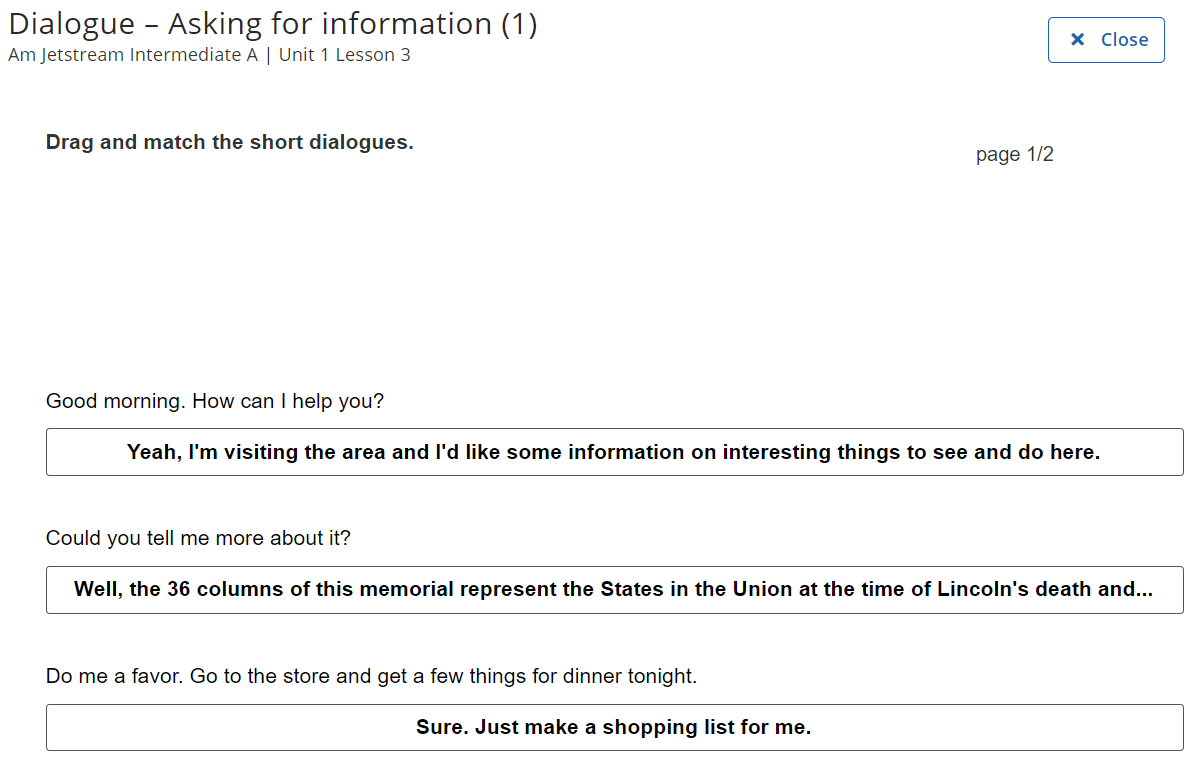 Dialogue – Asking for information (1)
Am Jetstream Intermediate A | Unit 1 Lesson 3
× Close
Drag and match the short dialogues.
page 1/2
Good morning. How can I help you?
Yeah, I'm visiting the area and I'd like some information on interesting things to see and do here.
Could you tell me more about it?
Well, the 36 columns of this memorial represent the States in the Union at the time of Lincoln's death and...
Do me a favor. Go to the store and get a few things for dinner tonight.
Sure. Just make a shopping list for me.